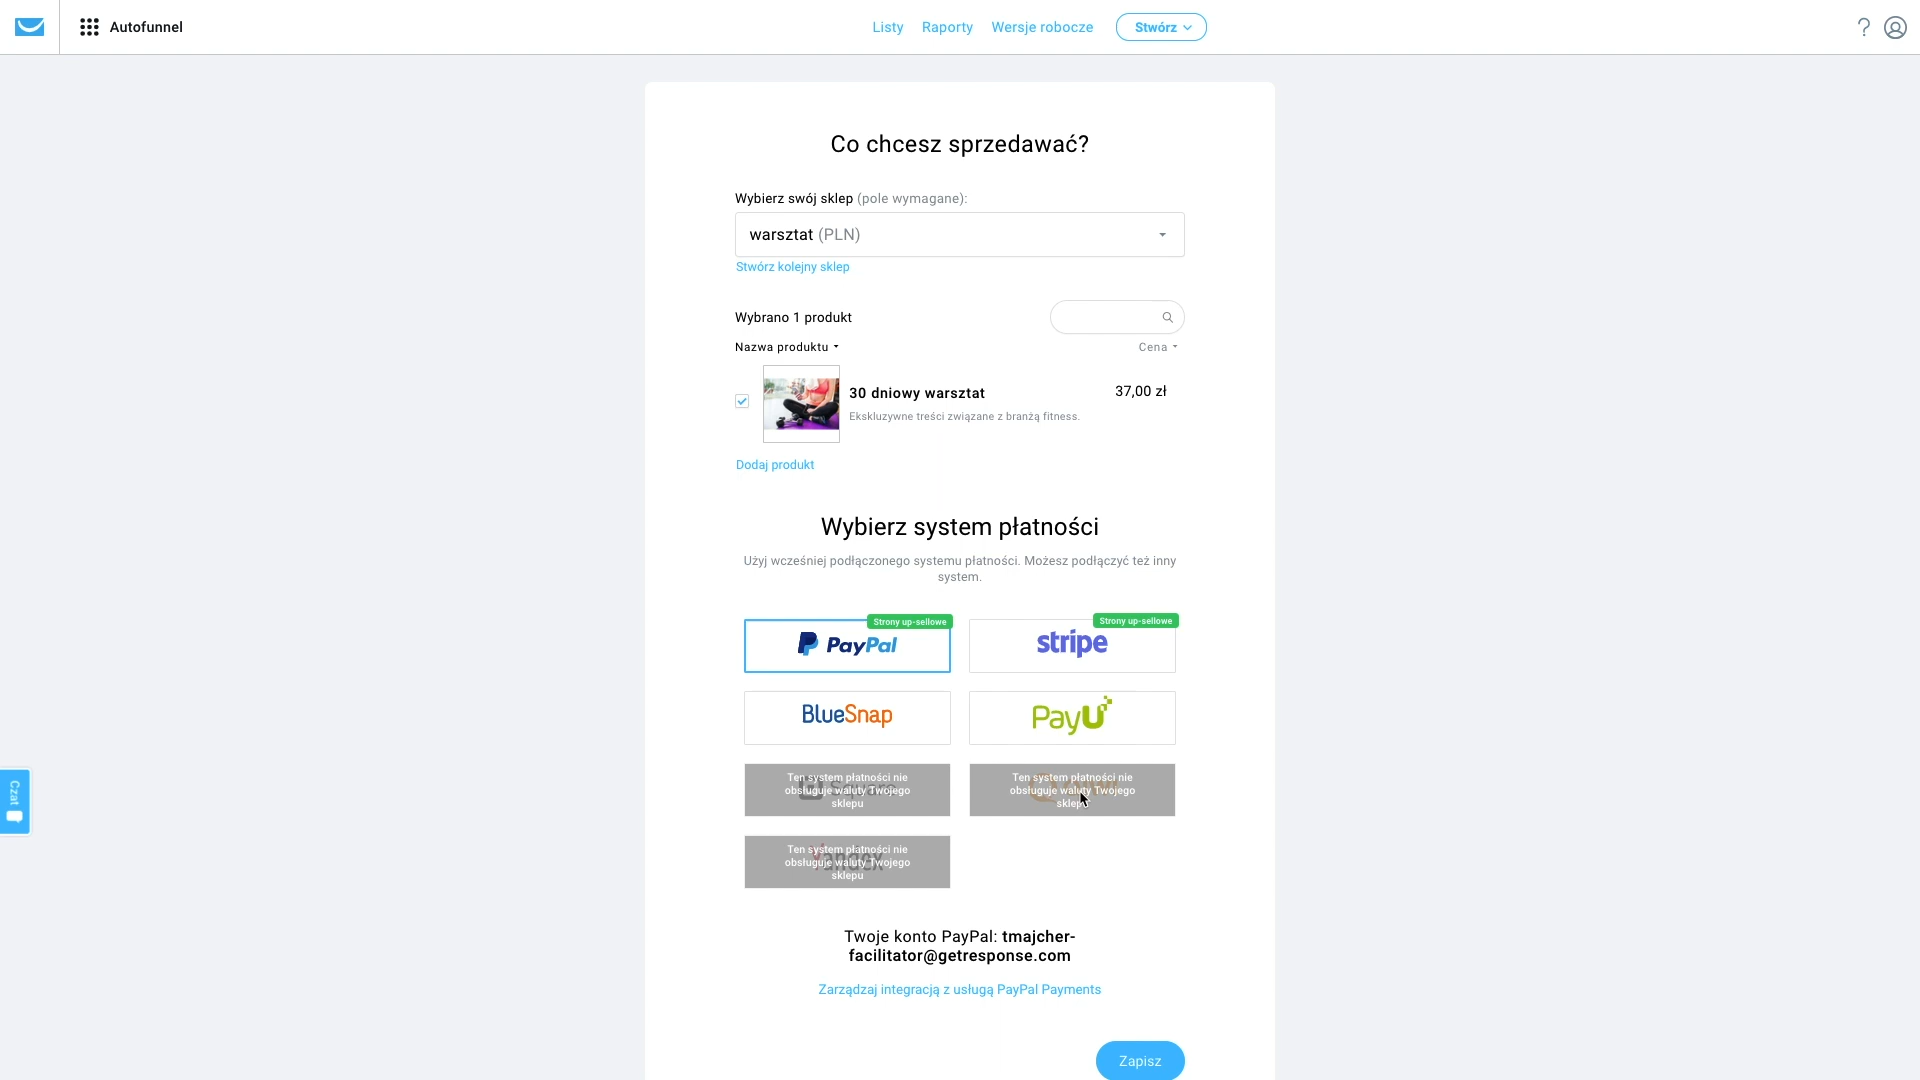 Autofunnel
Listy Raporty Wersje robocze Stwórz
Co chcesz sprzedawać?
Wybierz swój sklep (pole wymagane):
warsztat (PLN)
Stwórz kolejny sklep
Wybrano 1 produkt
Nazwa produktu Cena
30 dniowy warsztat 37,00 zł
Ekskluzywne treści związane z branżą fitness.
Dodaj produkt
Wybierz system płatności
Użyj wcześniej podłączonego systemu płatności. Możesz podłączyć też inny
system.
Strony up-sellowe Strony up-sellowe
PayPal stripe
BlueSnap PayU
Ten system płatności nie
obsługuje waluty Twojego
sklepu
Ten system płatności nie
obsługuje waluty Twojego
sklepu
Ten system płatności nie
obsługuje waluty Twojego
sklepu
Yandex
Czat
Twoje konto PayPal: tmajcher-
facilitator@getresponse.com
Zarządzaj integracją z usługą PayPal Payments
Zapisz